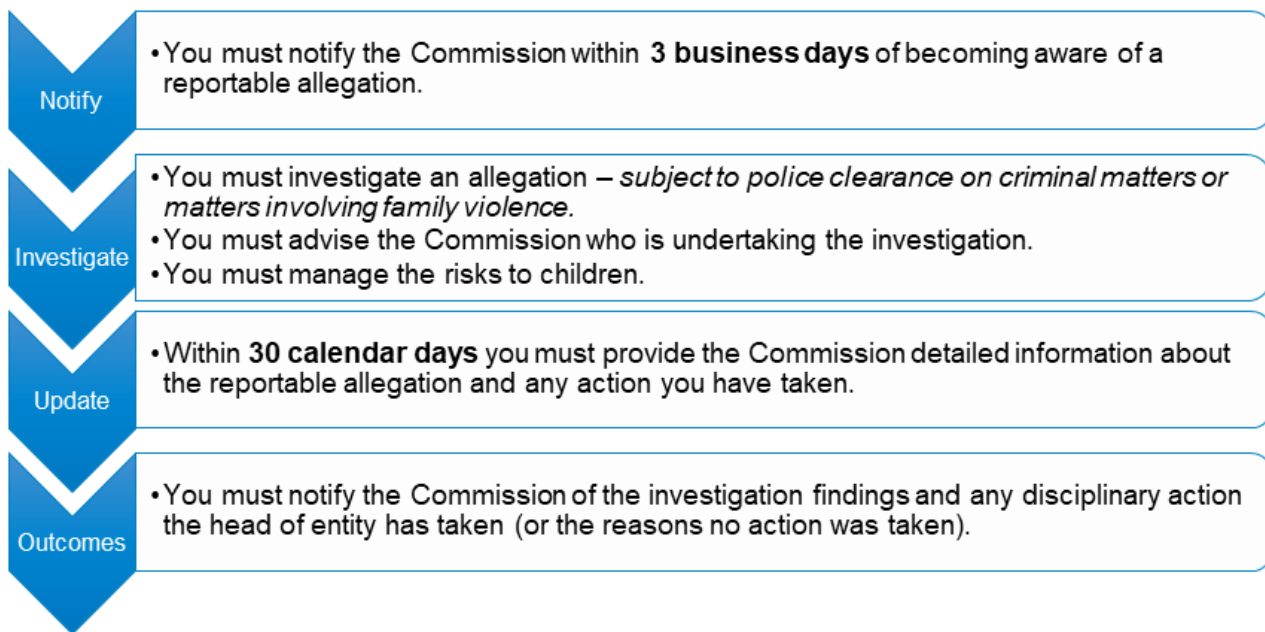 Notify
•You must notify the Commission within 3 business days of becoming aware of a
reportable allegation.
Investigate
•You must investigate an allegation – subject to police clearance on criminal matters or
matters involving family violence.
•You must advise the Commission who is undertaking the investigation.
•You must manage the risks to children.
Update
•Within 30 calendar days you must provide the Commission detailed information about
the reportable allegation and any action you have taken.
Outcomes
•You must notify the Commission of the investigation findings and any disciplinary action
the head of entity has taken (or the reasons no action was taken).